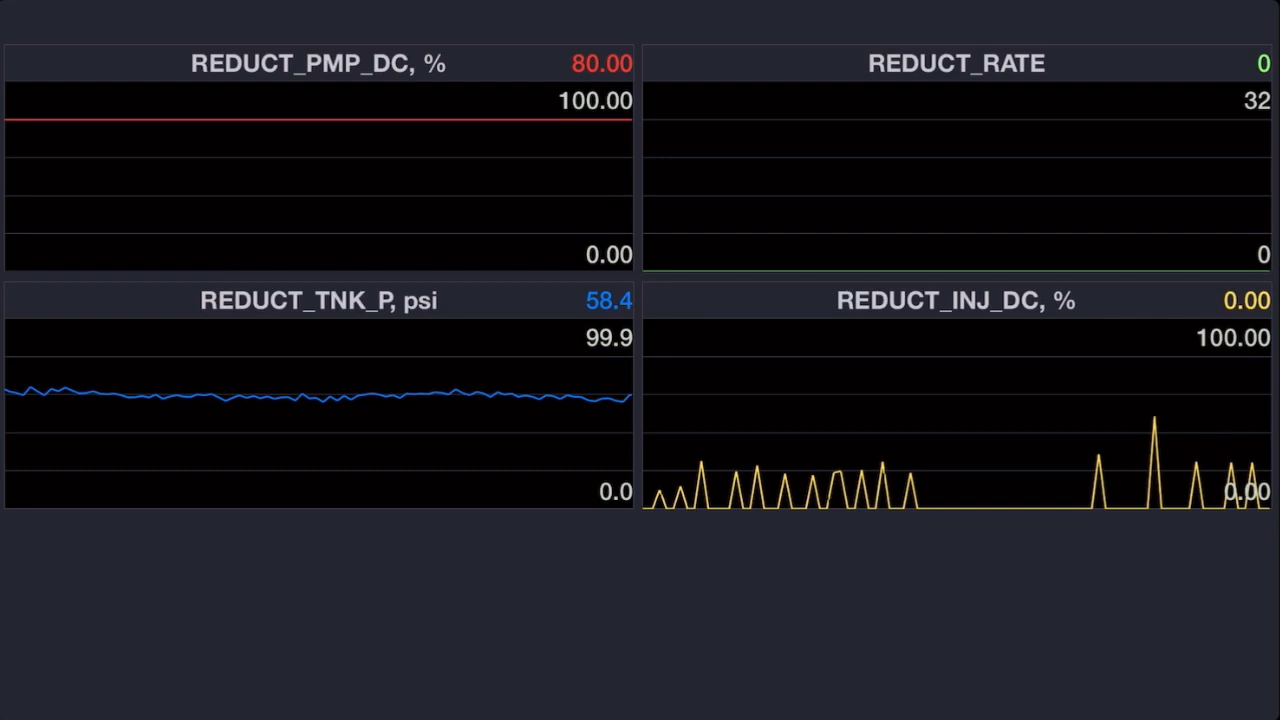 REDUCT_PMP_DC, % 80.00
100.00
0.00
REDUCT_RATE 0
32
0
REDUCT_TNK_P, psi 58.4
99.9
0.0
REDUCT_INJ_DC, % 0.00
100.00
0.00